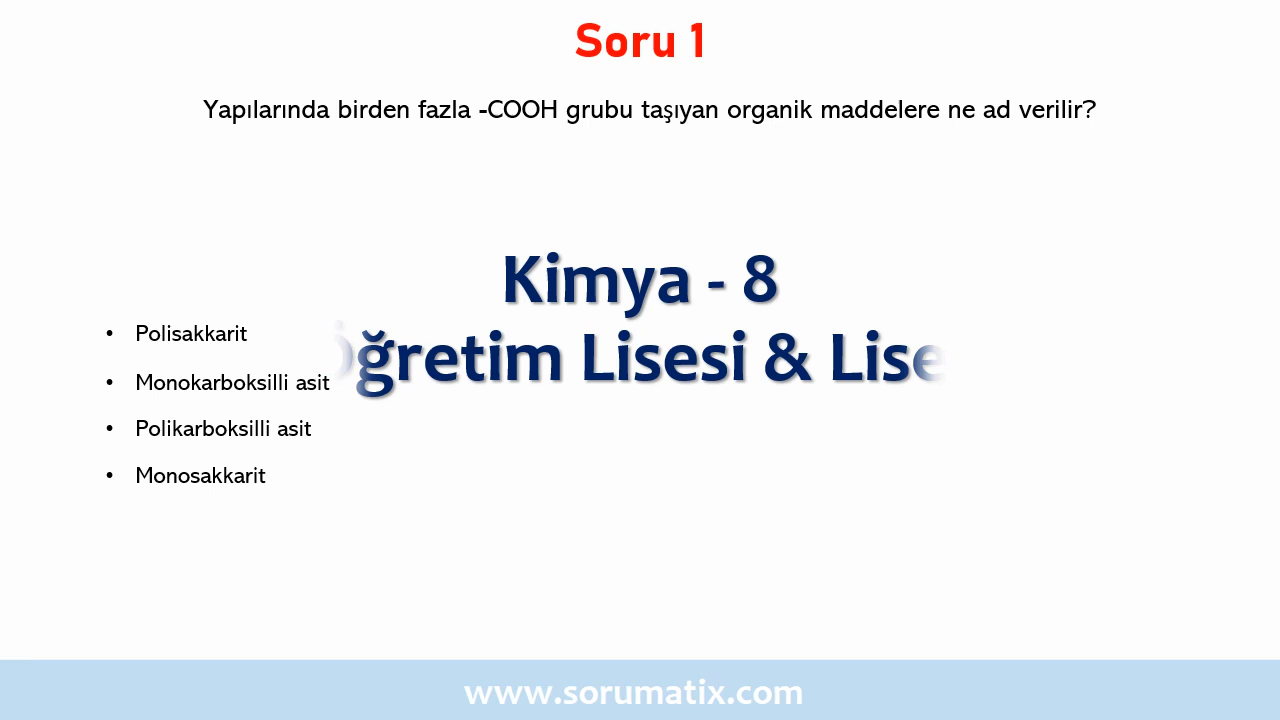 Soru 1
Yapılarında birden fazla -COOH grubu taşıyan organik maddelere ne ad verilir?
Kimya - 8
Öğretim Lisesi & Lise
• Polisakkarit
• Monokarboksilli asit
• Polikarboksilli asit
• Monosakkarit
www.sorumatix.com